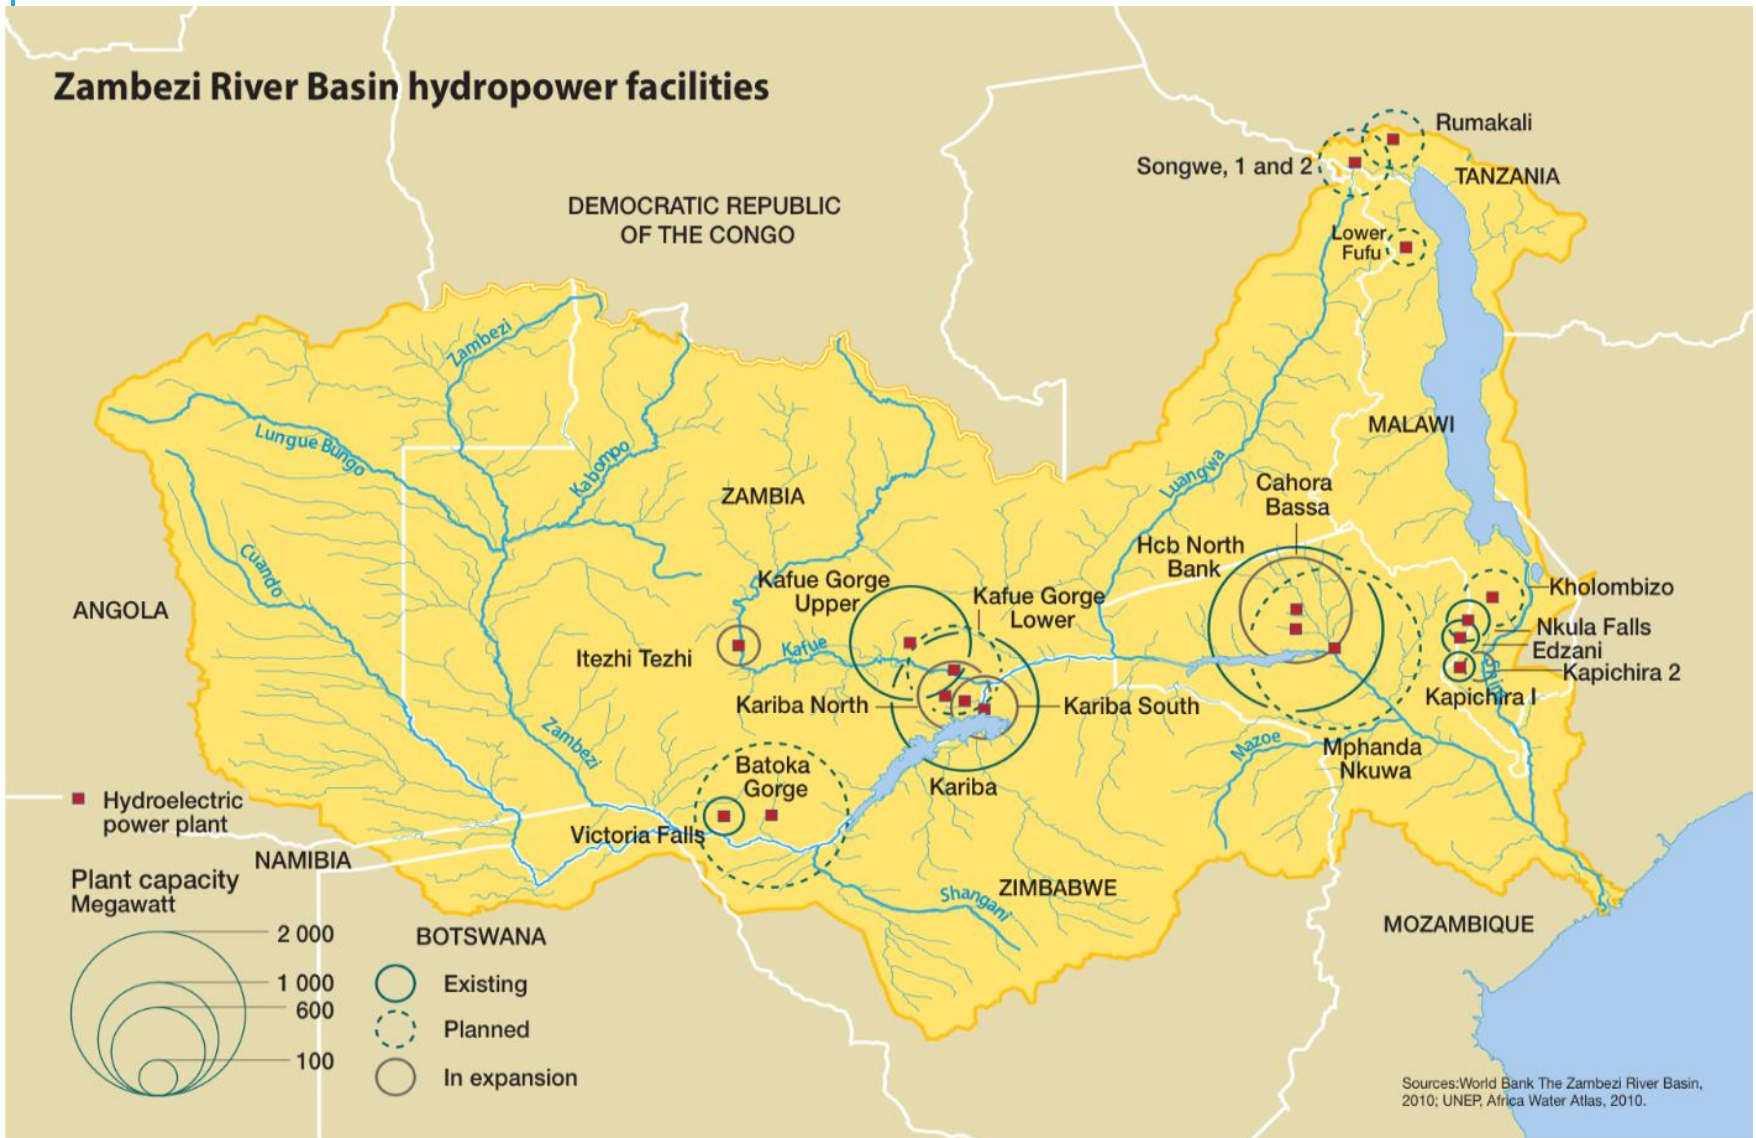 Zambezi River Basin hydropower facilities
Rumakali
Songwe, 1 and 2
TANZANIA
DEMOCRATIC REPUBLIC
OF THE CONGO
Lower
Fufu
Zambezi
Lungue Bungo
Kabompo
MALAWI
Luangwa
ZAMBIA
Cahora
Bassa
Hcb North
Bank
Cuando
Kafue Gorge
Upper
Kafue Gorge
Lower
Kholombizo
ANGOLA
Nkula Falls
Edzani
Kapichira 2
Itezhi Tezhi
Kafue
Shire
Kapichira I
Kariba North
Kariba South
Zambezi
Mazoe
Mphanda
Nkuwa
Batoka
Gorge
Kariba
Hydroelectric
power plant
Victoria Falls
NAMIBIA
ZIMBABWE
Shangani
Plant capacity
Megawatt
MOZAMBIQUE
2 000
BOTSWANA
1 000
Existing
600
Planned
100
In expansion
Sources:World Bank The Zambezi River Basin,
2010; UNEP, Africa Water Atlas, 2010.